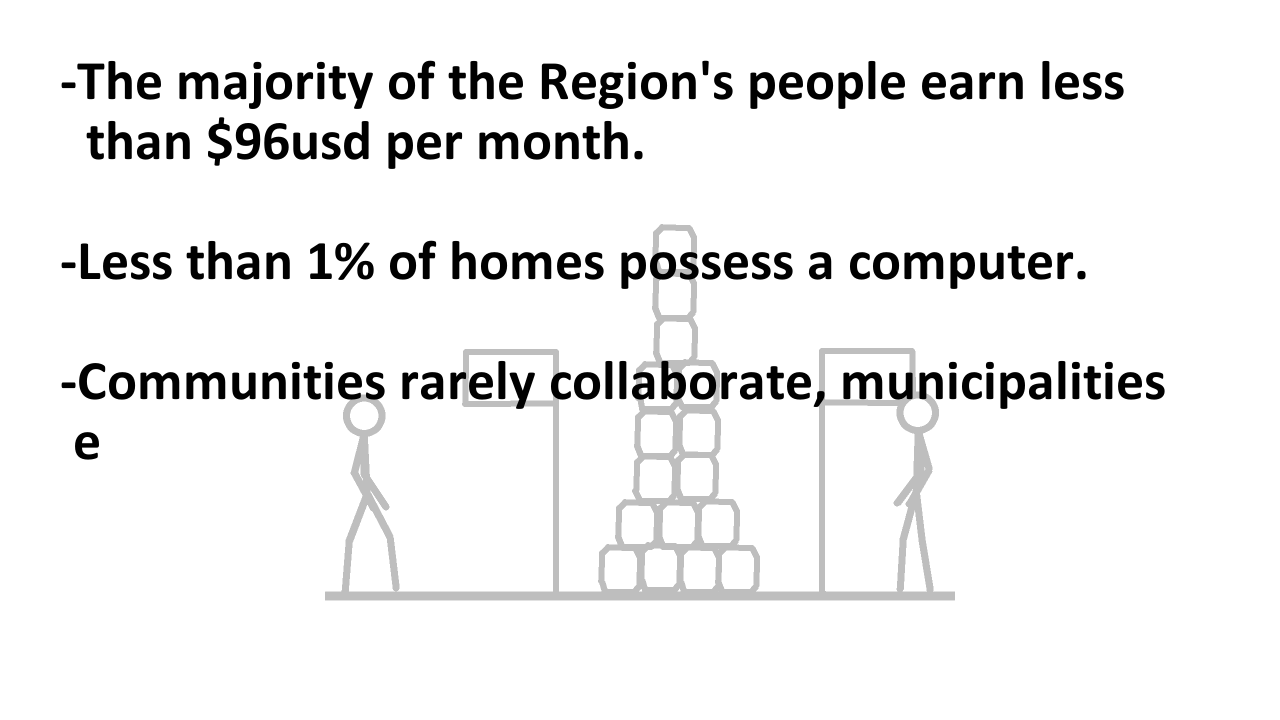 -The majority of the Region's people earn less
than $96usd per month.
-Less than 1% of homes possess a computer.
-Communities rarely collaborate, municipalities
e